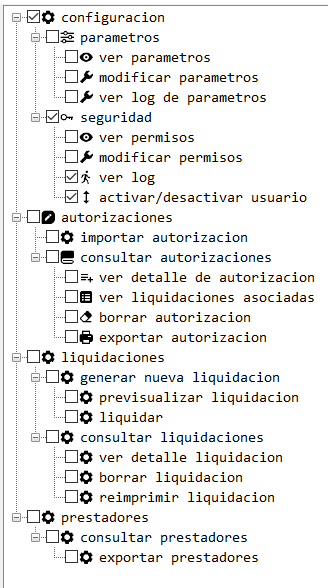 configuracion
parametros
ver parametros
modificar parametros
ver log de parametros
seguridad
ver permisos
modificar permisos
ver log
activar/desactivar usuario
autorizaciones
importar autorizacion
consultar autorizaciones
ver detalle de autorizacion
ver liquidaciones asociadas
borrar autorizacion
exportar autorizacion
liquidaciones
generar nueva liquidacion
previsualizar liquidacion
liquidar
consultar liquidaciones
ver detalle liquidacion
borrar liquidacion
reimprimir liquidacion
prestadores
consultar prestadores
exportar prestadores